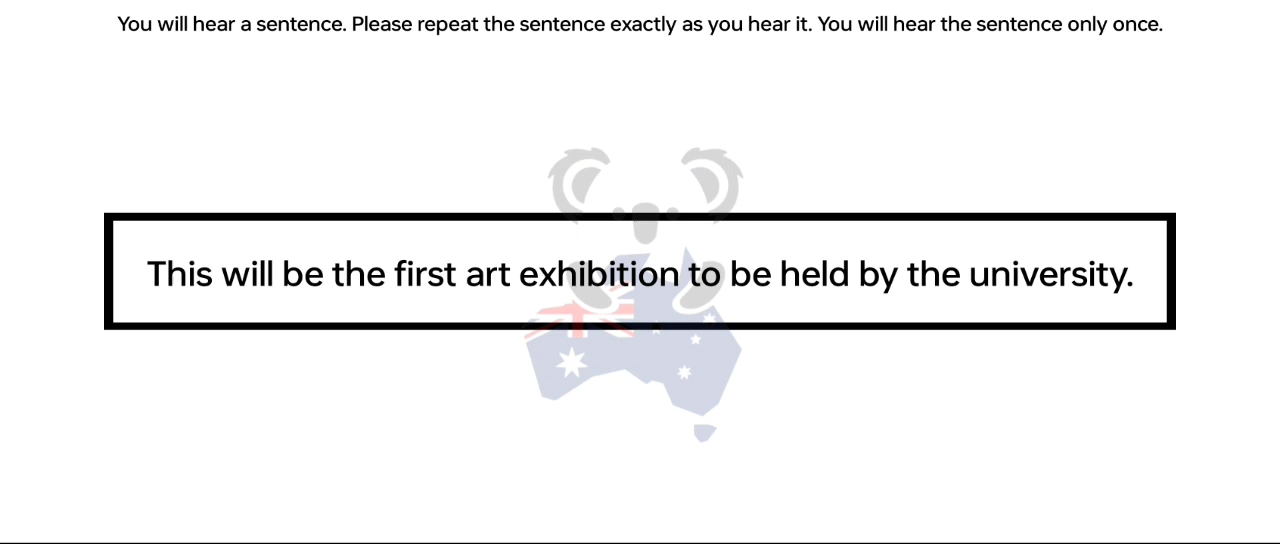 You will hear a sentence. Please repeat the sentence exactly as you hear it. You will hear the sentence only once.
This will be the first art exhibition to be held by the university.